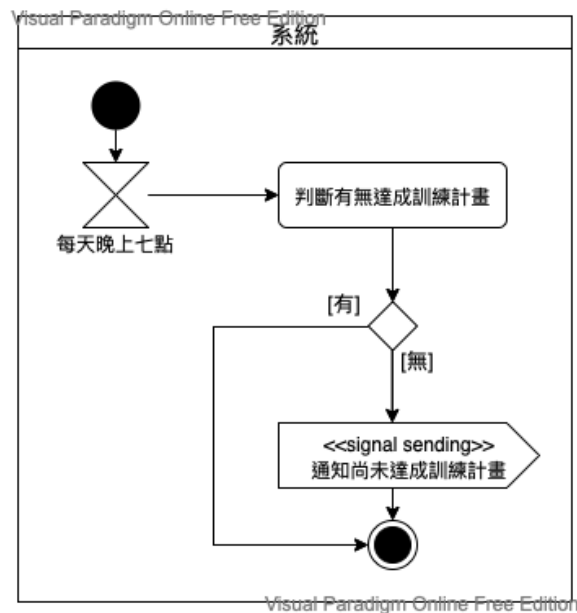 Visual Paradigm Online Free Edition
系統
每天晚上七點
判斷有無達成訓練計畫
[有]
[無]
<<signal sending>>
通知尚未達成訓練計畫
Visual Paradigm Online Free Edition